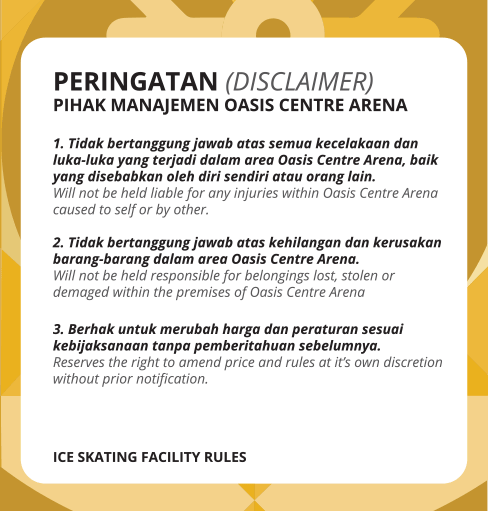 PERINGATAN (DISCLAIMER)
PIHAK MANAJEMEN OASIS CENTRE ARENA
1. Tidak bertanggung jawab atas semua kecelakaan dan
luka-luka yang terjadi dalam area Oasis Centre Arena, baik
yang disebabkan oleh diri sendiri atau orang lain.
Will not be held liable for any injuries within Oasis Centre Arena
caused to self or by other.
2. Tidak bertanggung jawab atas kehilangan dan kerusakan
barang-barang dalam area Oasis Centre Arena.
Will not be held responsible for belongings lost, stolen or
demaged within the premises of Oasis Centre Arena
3. Berhak untuk merubah harga dan peraturan sesuai
kebijaksanaan tanpa pemberitahuan sebelumnya.
Reserves the right to amend price and rules at it’s own discretion
without prior notification.
ICE SKATING FACILITY RULES